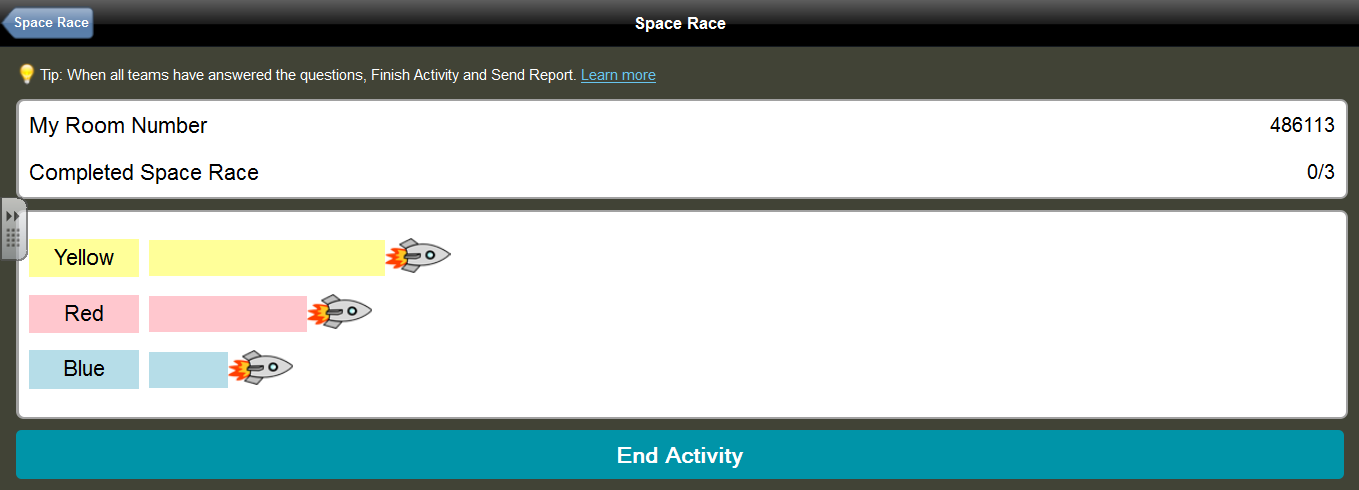 Space Race
Space Race
Tip: When all teams have answered the questions, Finish Activity and Send Report. Learn more
My Room Number 486113
Completed Space Race 0/3
Yellow
Red
Blue
End Activity